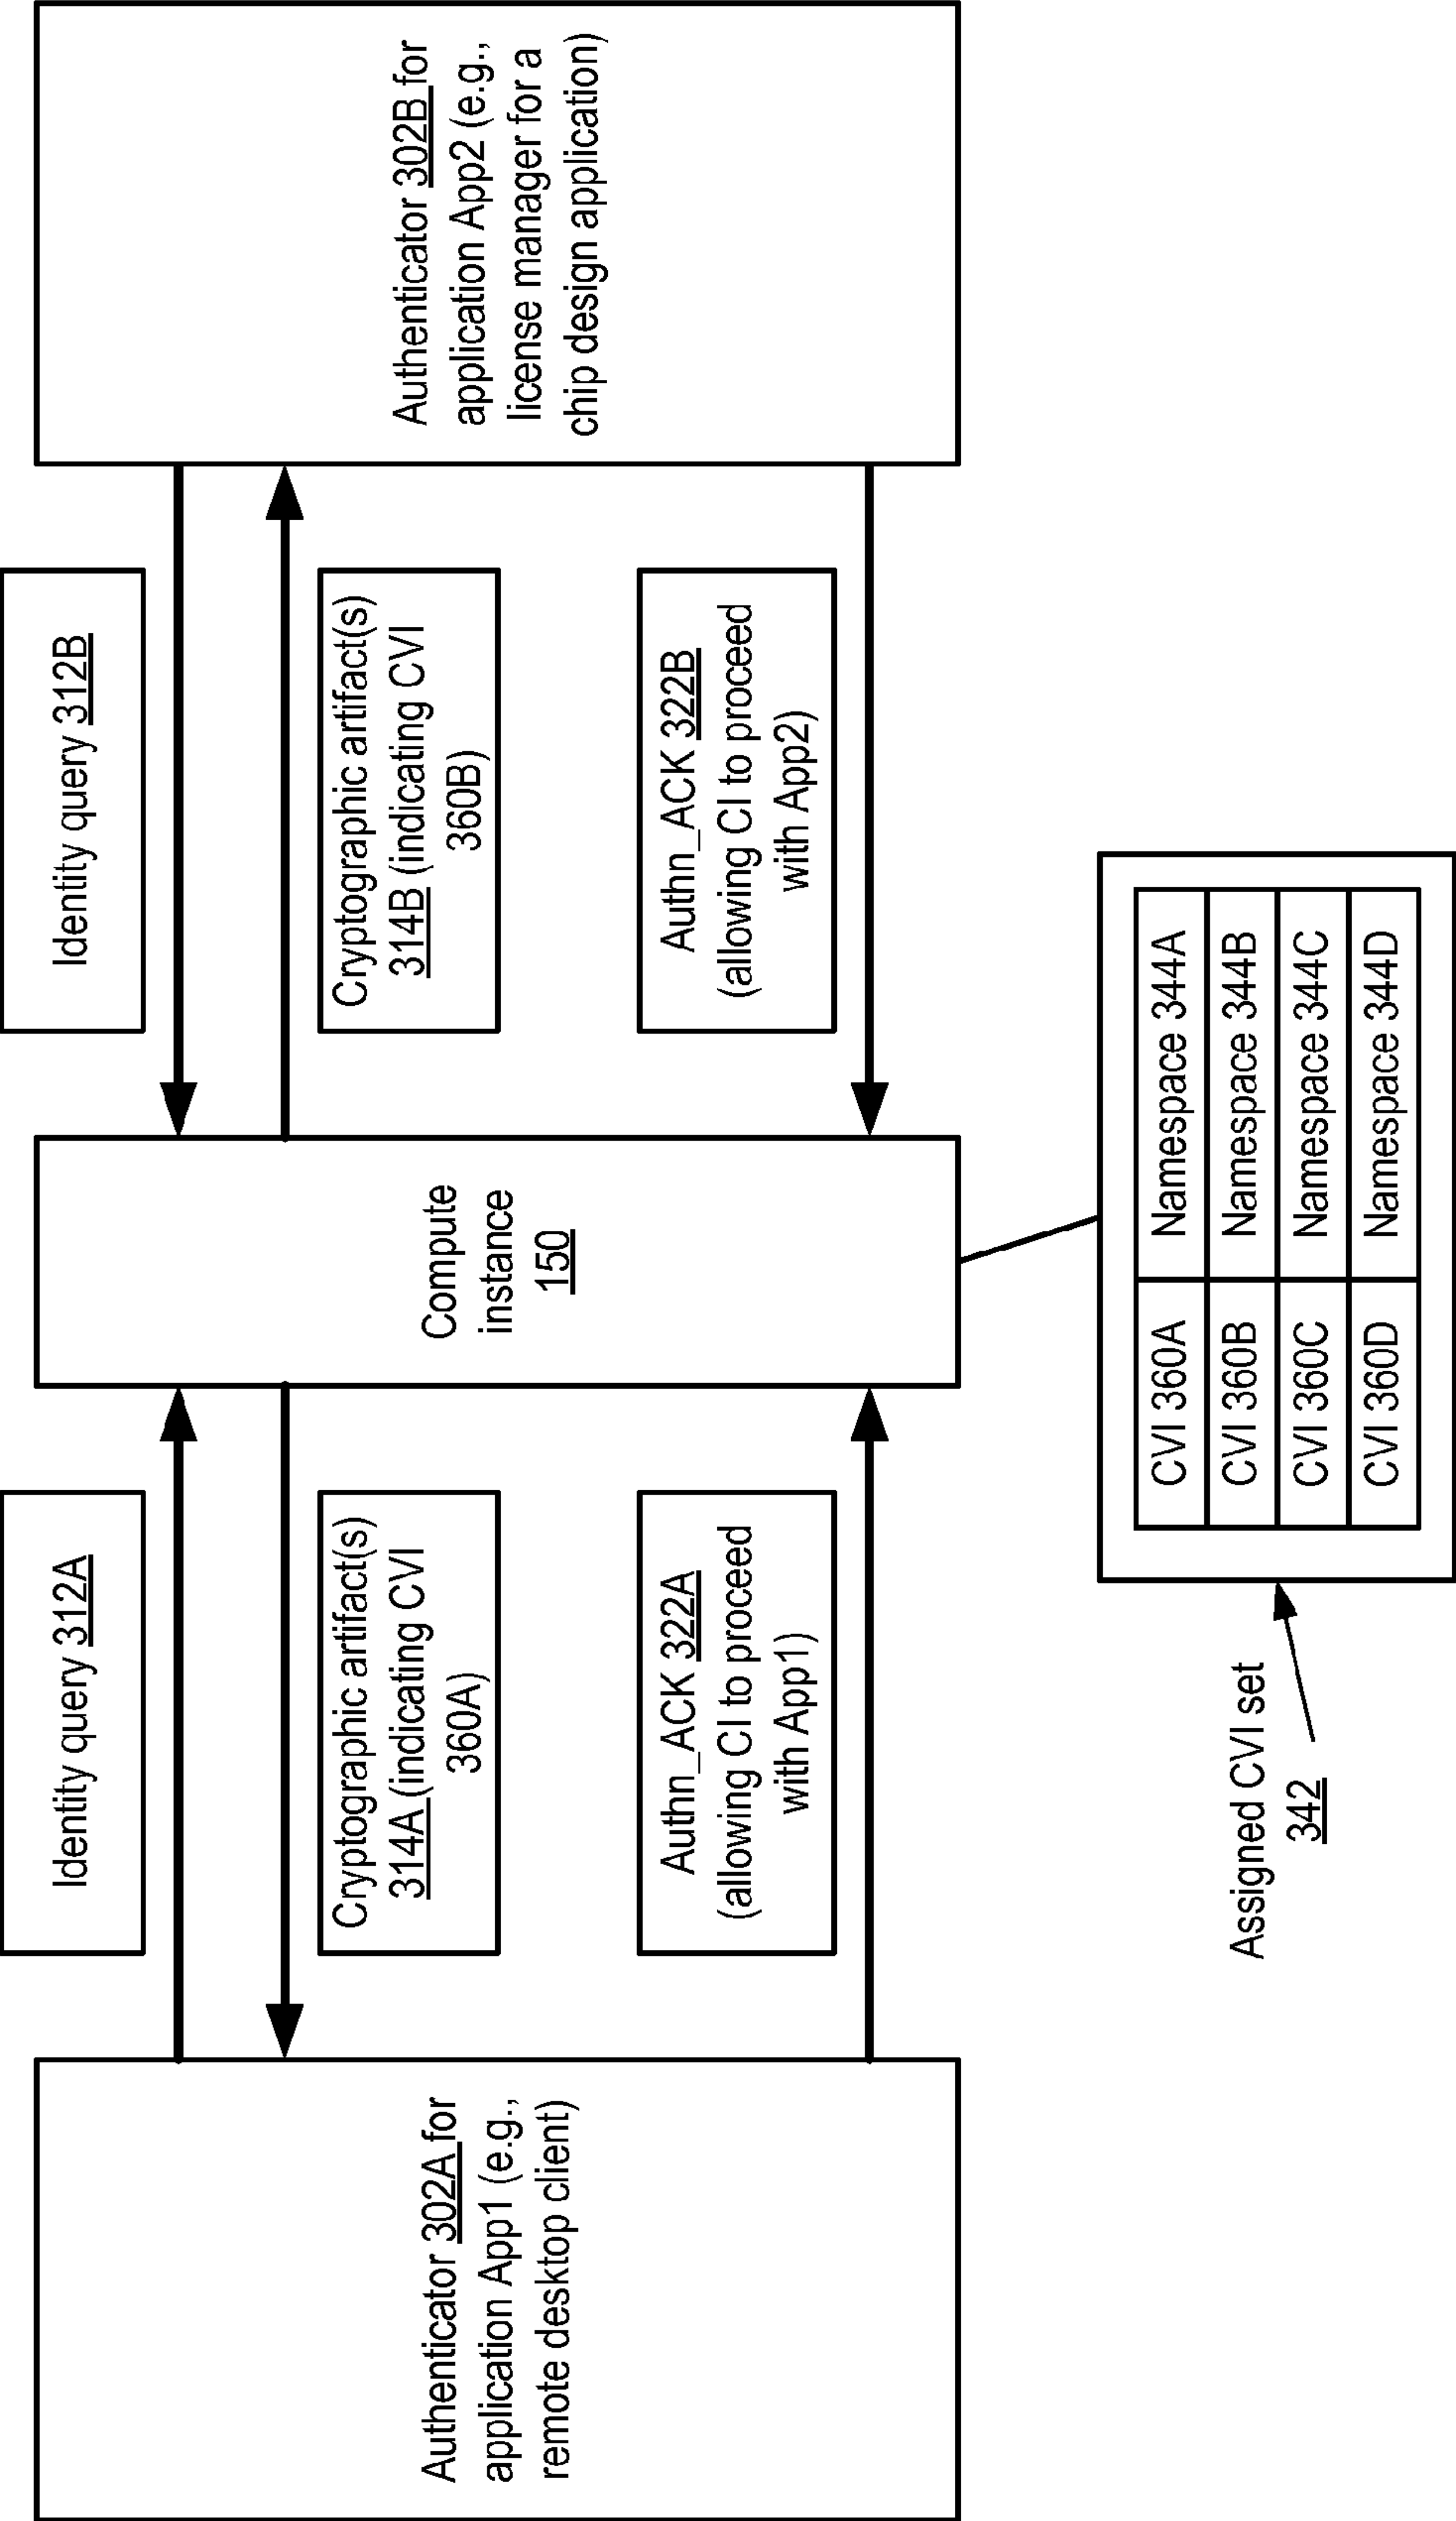 Authenticator 302A for
application App1 (e.g.,
remote desktop client)
Identity query 312A
Cryptographic artifact(s)
314A (indicating CVI
360A)
Authn_ACK 322A
(allowing CI to proceed
with App1)
Compute
instance
150
Identity query 312B
Cryptographic artifact(s)
314B (indicating CVI
360B)
Authn_ACK 322B
(allowing CI to proceed
with App2)
Authenticator 302B for
application App2 (e.g.,
license manager for a
chip design application)
Assigned CVI set
342
CVI 360A Namespace 344A
CVI 360B Namespace 344B
CVI 360C Namespace 344C
CVI 360D Namespace 344D